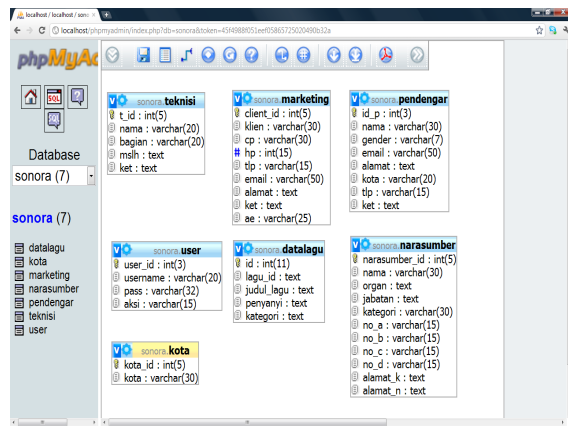 localhost / localhost / sono
localhost/phpmyadmin/index.php?db=sonora&token=45f4988f051eef05865725020490b32a
phpMyAd
SQL
Database
sonora (7)
sonora (7)
datalagu
kota
marketing
narasumber
pendengar
teknisi
user
sonora.teknisi
t_id : int(5)
nama : varchar(20)
bagian : varchar(20)
mslh : text
ket : text
sonora.marketing
client_id : int(5)
klien : varchar(30)
cp : varchar(30)
# hp : int(15)
tlp : varchar(15)
email : varchar(50)
alamat : text
ket : text
ae : varchar(25)
sonora.pendengar
id_p : int(3)
nama : varchar(30)
gender : varchar(7)
email : varchar(50)
alamat : text
kota : varchar(20)
tlp : varchar(15)
ket : text
sonora.user
user_id : int(3)
username : varchar(20)
pass : varchar(32)
aksi : varchar(15)
sonora.datalagu
id : int(11)
lagu_id : text
judul_lagu : text
penyanyi : text
kategori : text
sonora.narasumber
narasumber_id : int(5)
nama : varchar(30)
organ : text
jabatan : text
kategori : varchar(30)
no_a : varchar(15)
no_b : varchar(15)
no_c : varchar(15)
no_d : varchar(15)
alamat_k : text
alamat_n : text
sonora.kota
kota_id : int(5)
kota : varchar(30)